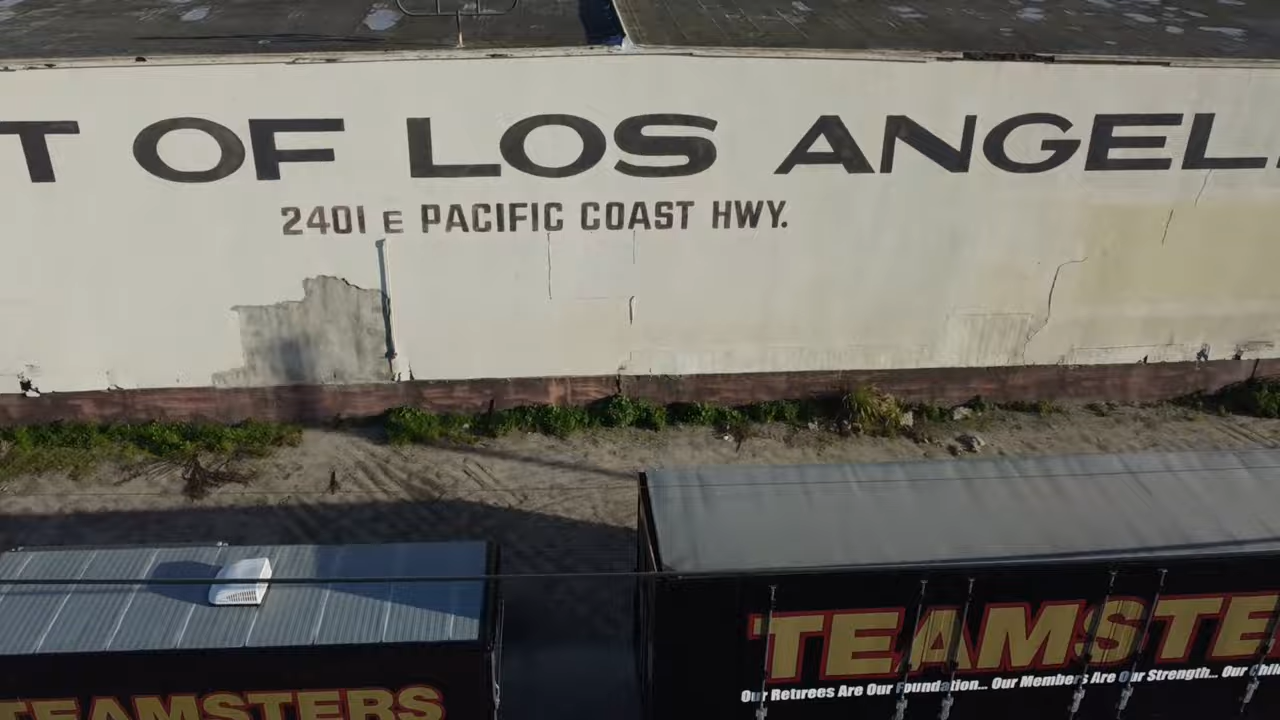 T OF LOS ANGEL
2401 E PACIFIC COAST HWY.
TEAMSTERS
TEAMSTE
Our Retirees Are Our Foundation... Our Members Are Our Strength... Our Chil